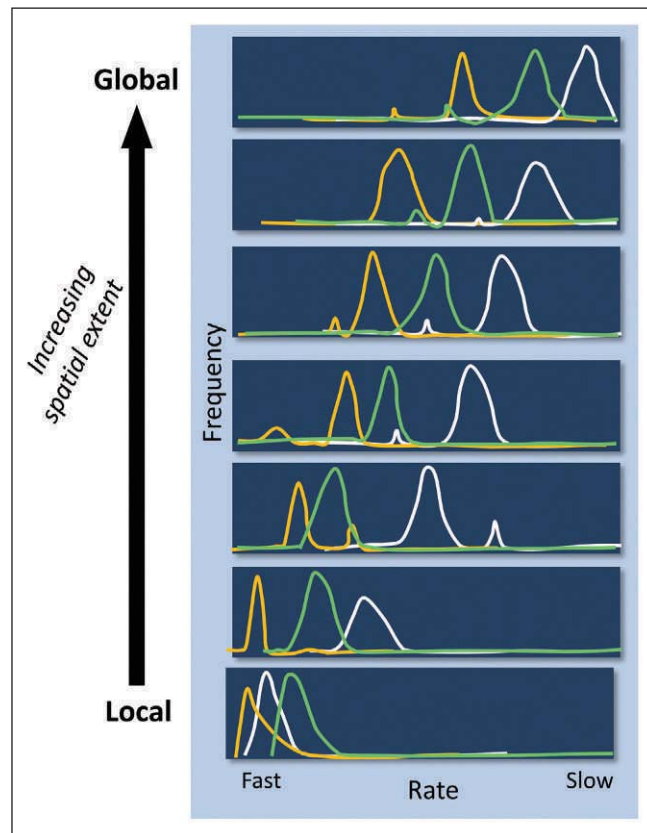 Global
Increasing
spatial extent
Frequency
Local
Fast
Rate
Slow